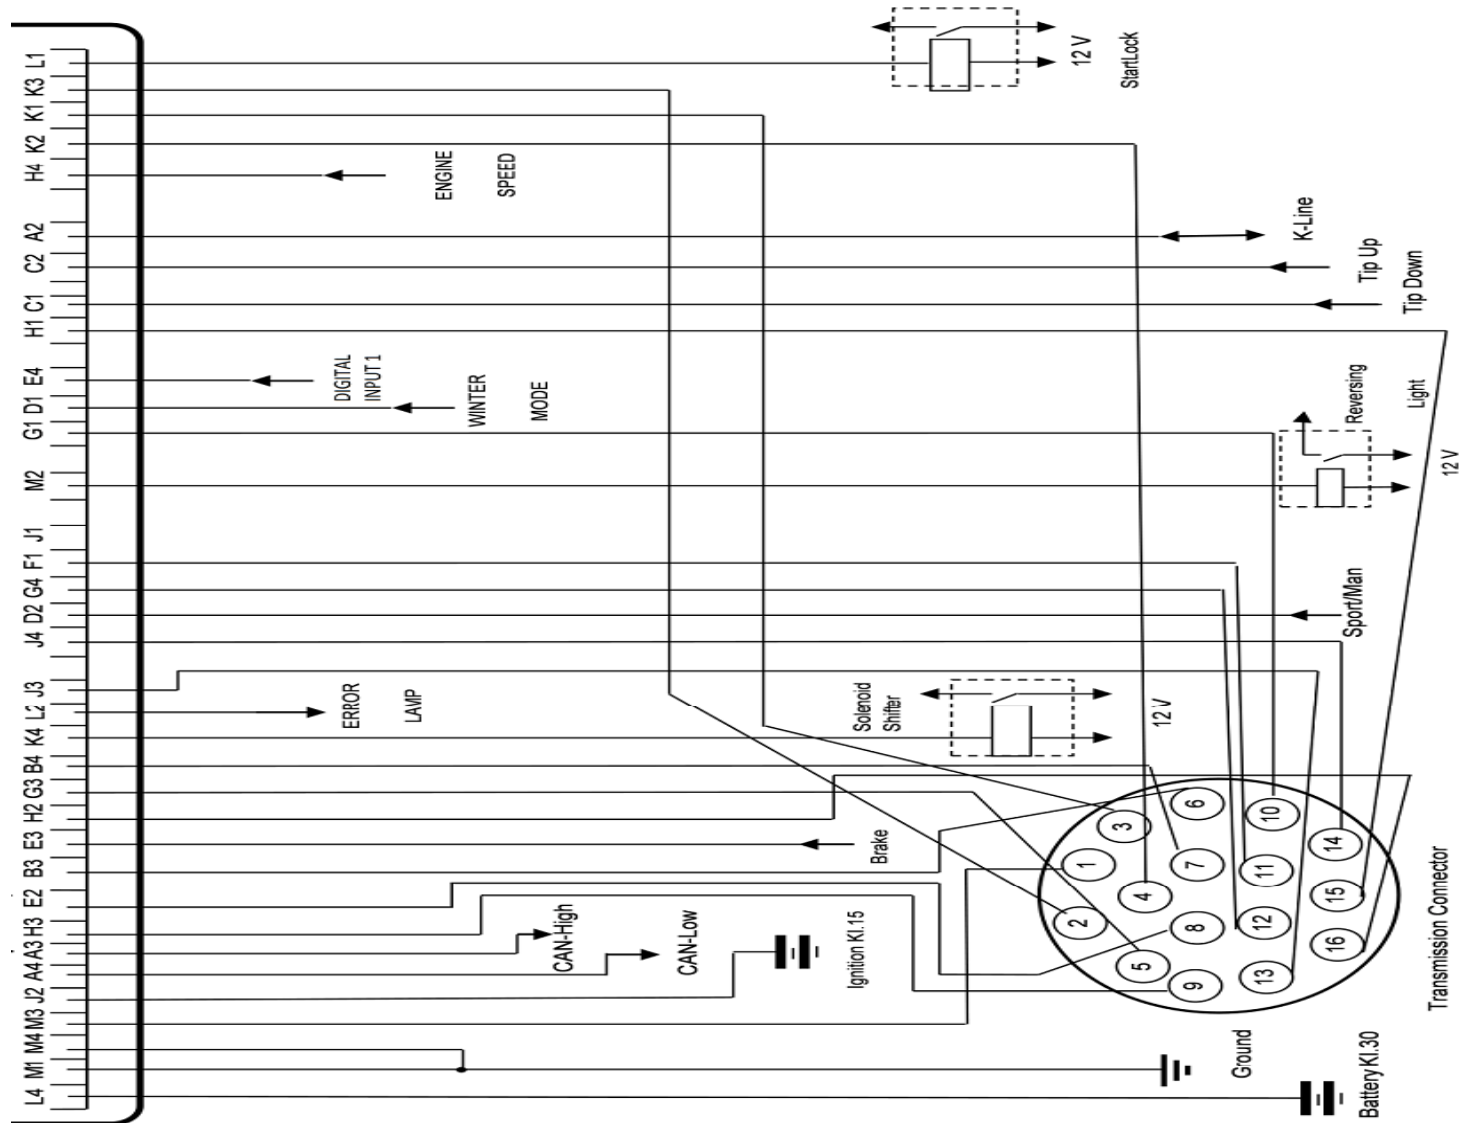 L1
K3
K1
K2
H4
A2
C2
C1
H1
E4
D1
G1
M2
J1
F1
G4
D2
J4
J3
L2
K4
B4
G3
H2
E3
B3
E2
H3
A3
A4
J2
M3
M4
M1
L4
12 V
StartLock
ENGINE
SPEED
K-Line
Tip Up
Tip Down
DIGITAL
INPUT 1
WINTER
MODE
Reversing
Light
12 V
Sport/Man
ERROR
LAMP
Solenoid
Shifter
12 V
Brake
CAN-High
CAN-Low
Ignition Kl.15
Ground
Battery Kl.30
Transmission Connector
1
2
3
4
5
6
7
8
9
10
11
12
13
14
15
16